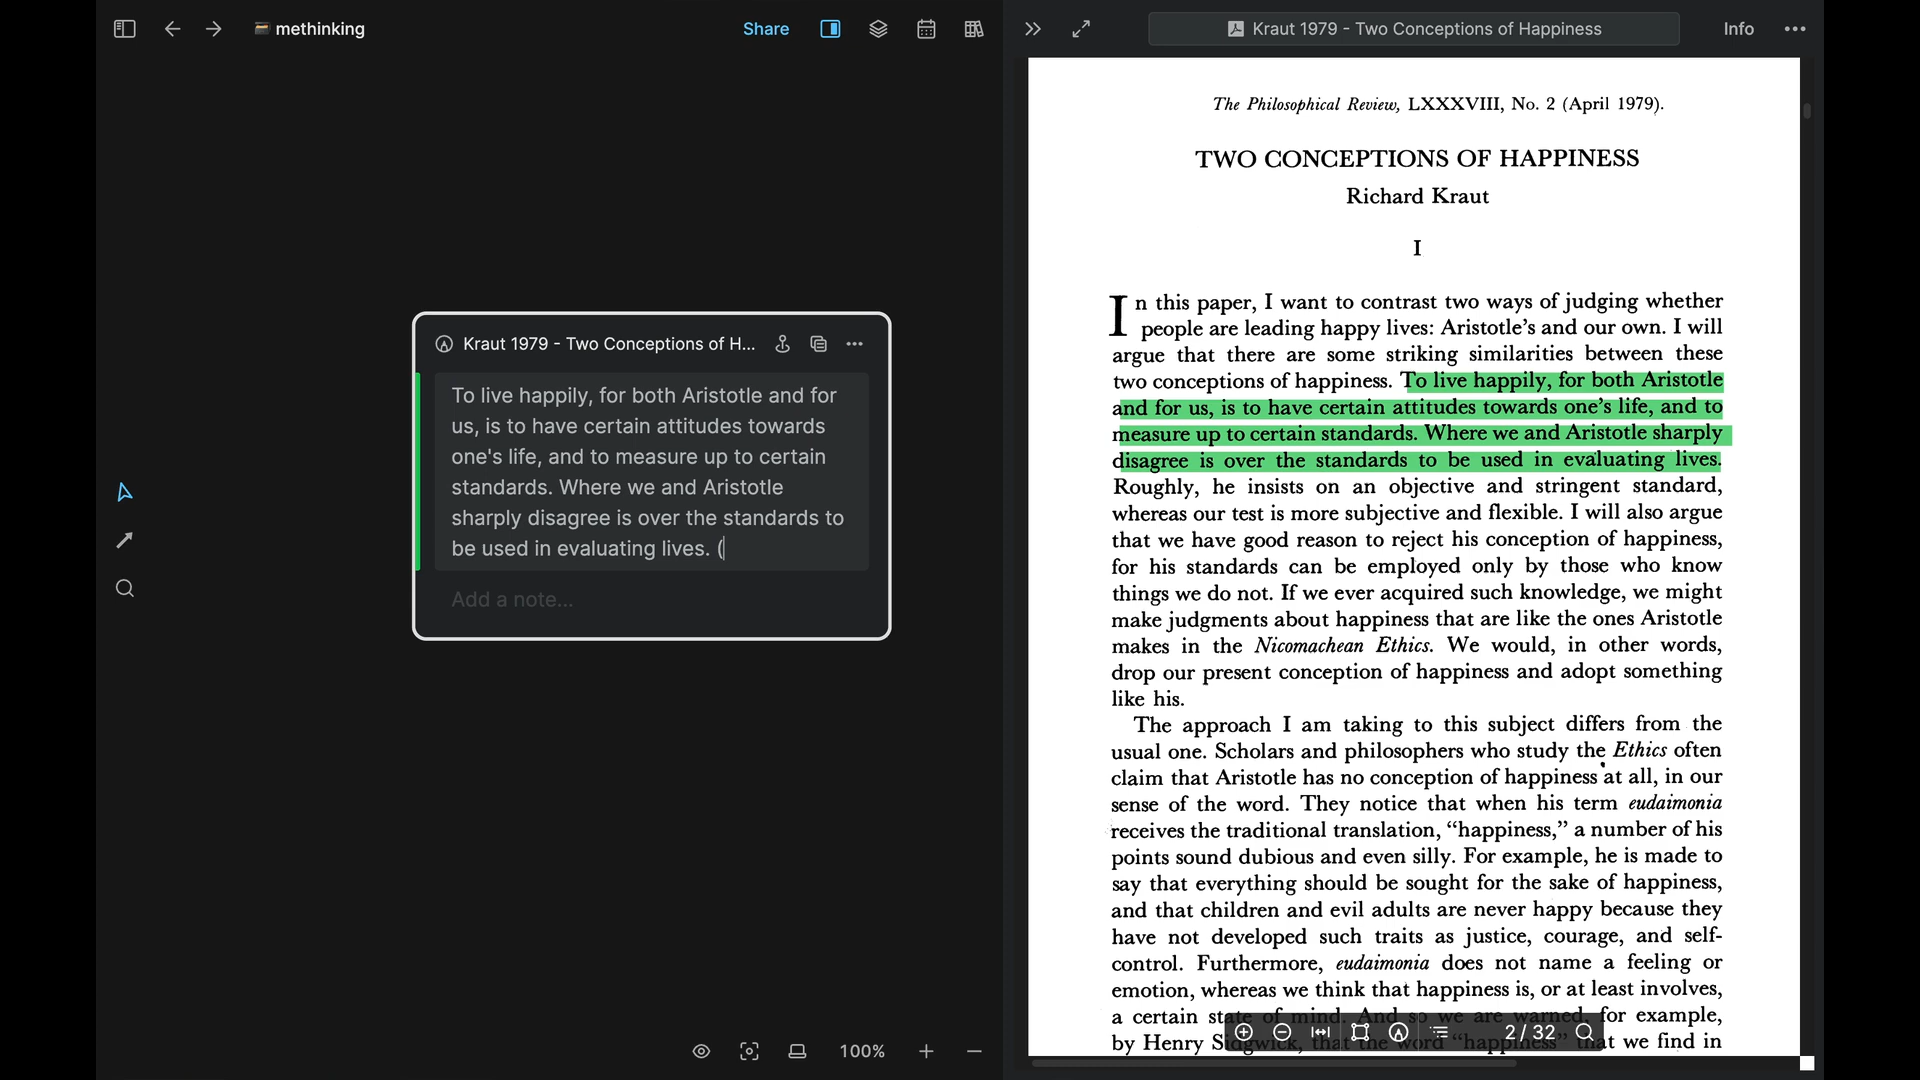 methinking
Share
Kraut 1979 - Two Conceptions of Happiness
Info
Kraut 1979 - Two Conceptions of H...
To live happily, for both Aristotle and for
us, is to have certain attitudes towards
one's life, and to measure up to certain
standards. Where we and Aristotle
sharply disagree is over the standards to
be used in evaluating lives. (
Add a note...
100%
The Philosophical Review, LXXXVIII, No. 2 (April 1979).
TWO CONCEPTIONS OF HAPPINESS
Richard Kraut
I
In this paper, I want to contrast two ways of judging whether
people are leading happy lives: Aristotle's and our own. I will
argue that there are some striking similarities between these
two conceptions of happiness. To live happily, for both Aristotle
and for us, is to have certain attitudes towards one's life, and to
measure up to certain standards. Where we and Aristotle sharply
disagree is over the standards to be used in evaluating lives.
Roughly, he insists on an objective and stringent standard,
whereas our test is more subjective and flexible. I will also argue
that we have good reason to reject his conception of happiness,
for his standards can be employed only by those who know
things we do not. If we ever acquired such knowledge, we might
make judgments about happiness that are like the ones Aristotle
makes in the Nicomachean Ethics. We would, in other words,
drop our present conception of happiness and adopt something
like his.
The approach I am taking to this subject differs from the
usual one. Scholars and philosophers who study the Ethics often
claim that Aristotle has no conception of happiness at all, in our
sense of the word. They notice that when his term eudaimonia
receives the traditional translation, "happiness," a number of his
points sound dubious and even silly. For example, he is made to
say that everything should be sought for the sake of happiness,
and that children and evil adults are never happy because they
have not developed such traits as justice, courage, and self-
control. Furthermore, eudaimonia does not name a feeling or
emotion, whereas we think that happiness is, or at least involves,
a certain state of mind. And so we are warned, for example,
by Henry Sidgwick, that the word "happiness" that we find in
2 / 32